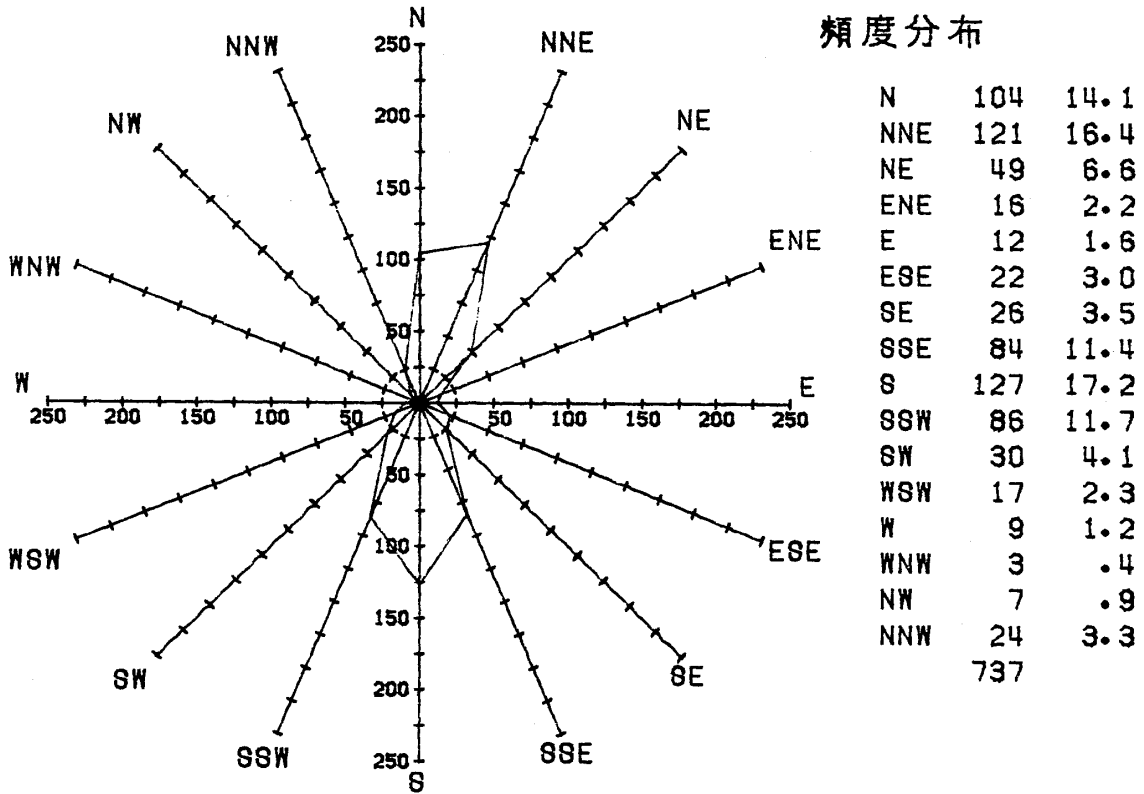 頻度分布
N 104 14.1
NNE 121 16.4
NE 49 6.6
ENE 16 2.2
E 12 1.6
ESE 22 3.0
SE 26 3.5
SSE 84 11.4
S 127 17.2
SSW 86 11.7
SW 30 4.1
WSW 17 2.3
W 9 1.2
WNW 3 .4
NW 7 .9
NNW 24 3.3
737
N
NNW
250
NNE
NW
200
NE
150
WNW
100
ENE
50
W
E
250 200 150 100 50 50 100 150 200 250
50
WSW
100
ESE
150
SW
200
SE
SSW
250
SSE
S